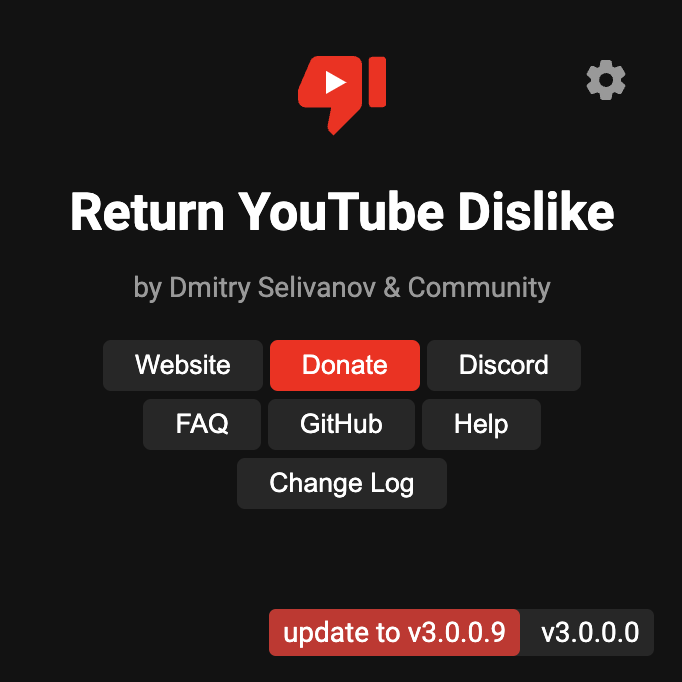 Return YouTube Dislike
by Dmitry Selivanov & Community
Website Donate Discord
FAQ GitHub Help
Change Log
update to v3.0.0.9 v3.0.0.0